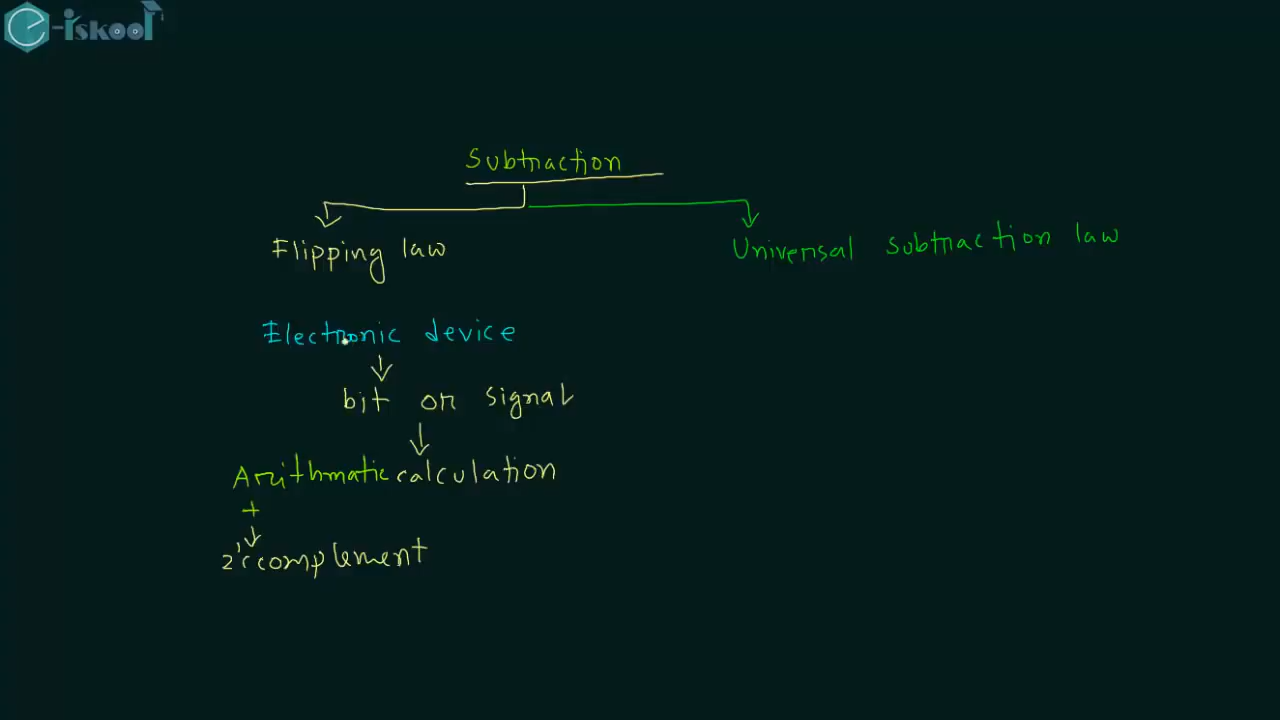 e-iskool
Subtraction
Flipping law
Universal subtraction law
Electronic device
bit or signal
Arithmatic calculation
+
2's complement